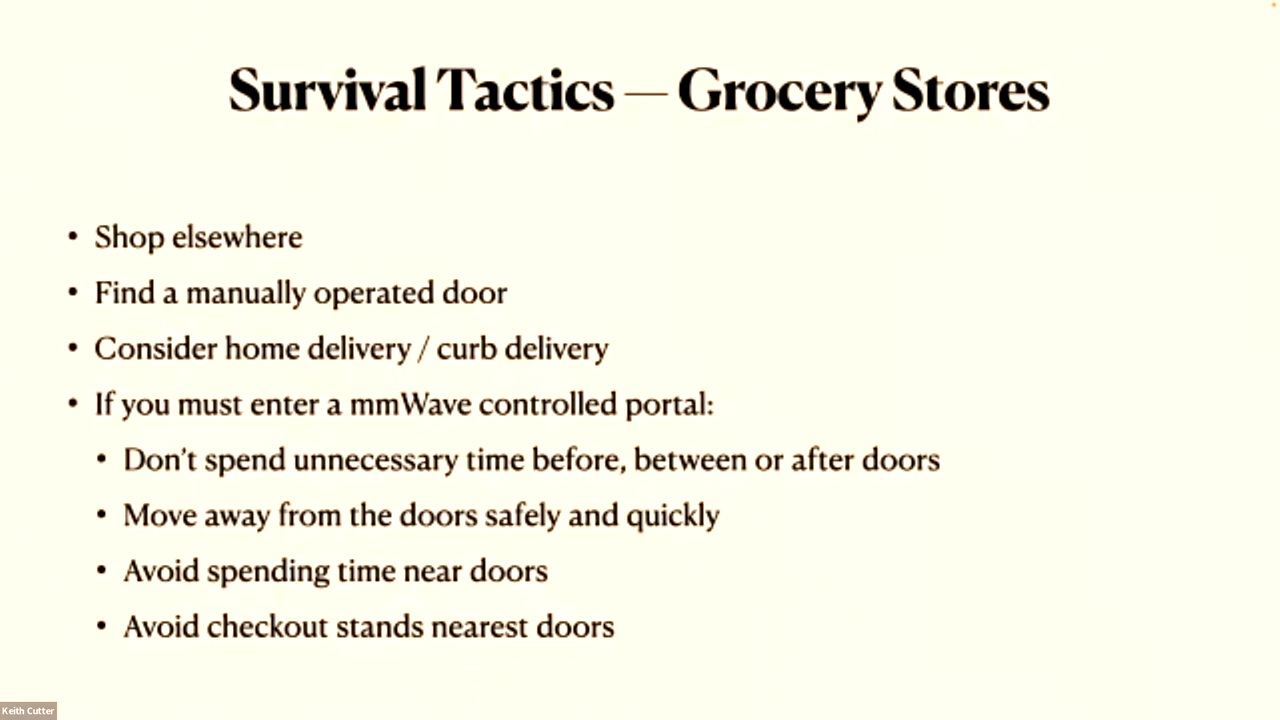 Survival Tactics — Grocery Stores
• Shop elsewhere
• Find a manually operated door
• Consider home delivery / curb delivery
• If you must enter a mmWave controlled portal:
• Don’t spend unnecessary time before, between or after doors
• Move away from the doors safely and quickly
• Avoid spending time near doors
• Avoid checkout stands nearest doors
Keith Cutter